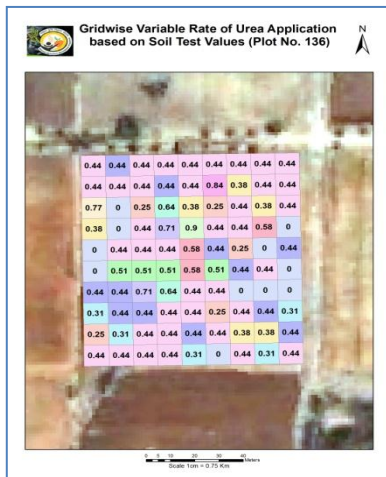 Gridwise Variable Rate of Urea Application
based on Soil Test Values (Plot No. 136)
N
0.44 0.44 0.44 0.44 0.44 0.44 0.44 0.44 0.44
0.44 0.44 0.44 0.44 0.44 0.84 0.38 0.44 0.44
0.77 0 0.25 0.64 0.38 0.25 0.44 0.38 0.44
0.38 0 0.44 0.71 0.9 0.44 0.44 0.58 0
0 0.44 0.44 0.44 0.58 0.44 0.25 0 0.44
0 0.51 0.51 0.51 0.58 0.51 0.44 0.44 0
0.44 0.44 0.71 0.64 0.44 0.44 0 0 0
0.31 0.44 0.44 0.44 0.44 0.25 0.44 0.44 0.31
0.25 0.31 0.44 0.44 0.44 0.44 0.38 0.38 0.44
0.44 0.44 0.44 0.44 0.31 0 0.44 0.31 0.44
0 5 10 20 30 40
Meters
Scale 1cm = 0.75 Km